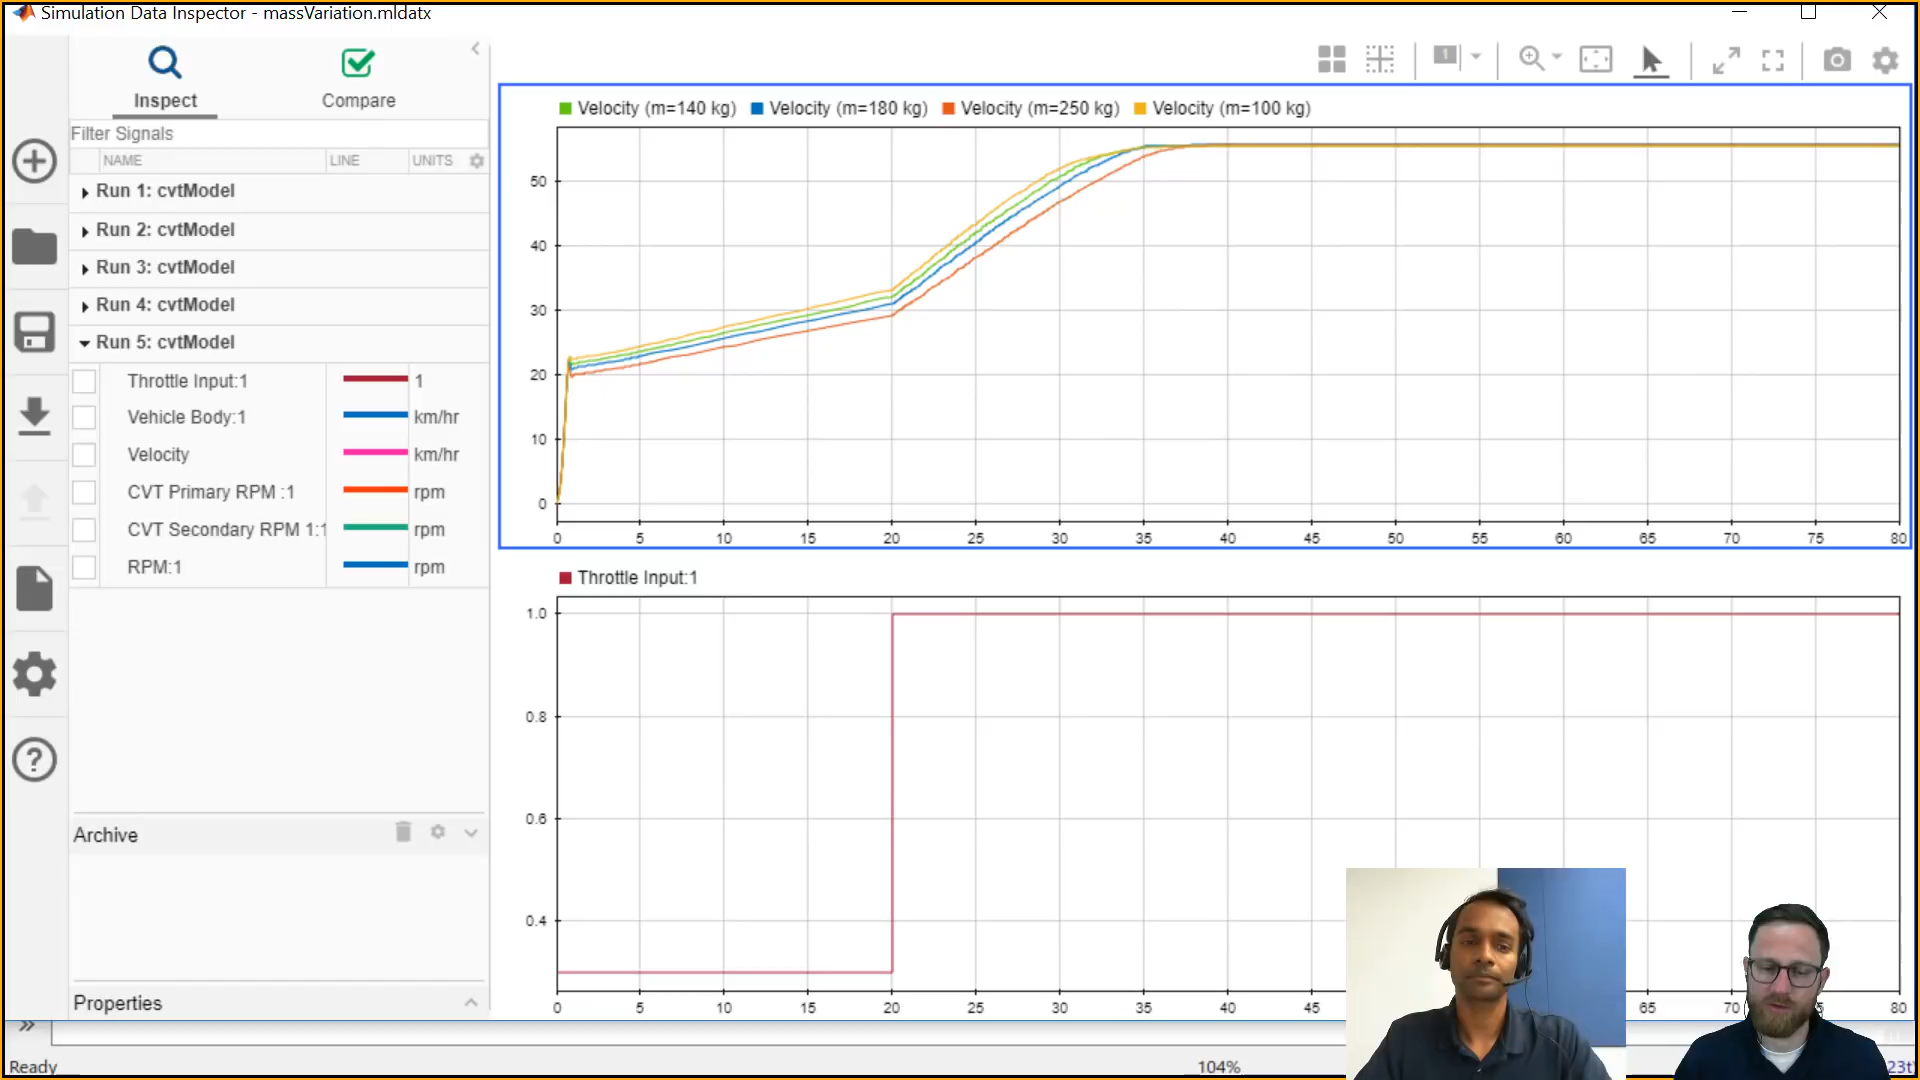 Simulation Data Inspector - massVariation.mldatx
Inspect
Compare
Filter Signals
NAME LINE UNITS
Run 1: cvtModel
Run 2: cvtModel
Run 3: cvtModel
Run 4: cvtModel
Run 5: cvtModel
Throttle Input:1 1
Vehicle Body:1 km/hr
Velocity km/hr
CVT Primary RPM :1 rpm
CVT Secondary RPM 1:1 rpm
RPM:1 rpm
Archive
Properties
1
Velocity (m=140 kg) Velocity (m=180 kg) Velocity (m=250 kg) Velocity (m=100 kg)
50
40
30
20
10
0
0 5 10 15 20 25 30 35 40 45 50 55 60 65 70 75 80
Throttle Input:1
1.0
0.8
0.6
0.4
0 5 10 15 20 25 30 35 40 45 65 70 75 80
Ready 104%